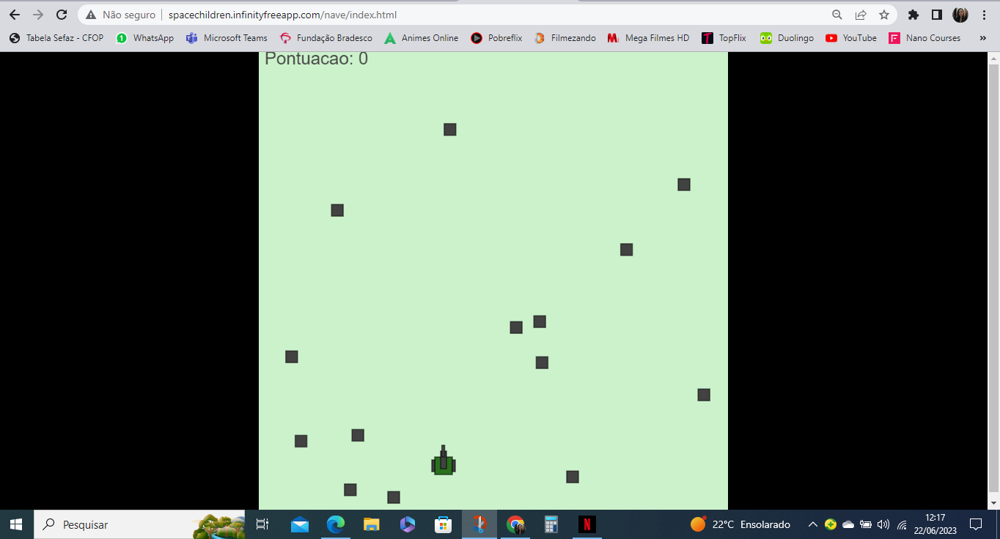 Não seguro spacechildren.infinityfreeapp.com/nave/index.html
Tabela Sefaz - CFOP WhatsApp Microsoft Teams Fundação Bradesco Animes Online Pobreflix Filmezando Mega Filmes HD TopFlix Duolingo YouTube Nano Courses »
Pontuacao: 0
Pesquisar
22°C Ensolarado
12:17
22/06/2023